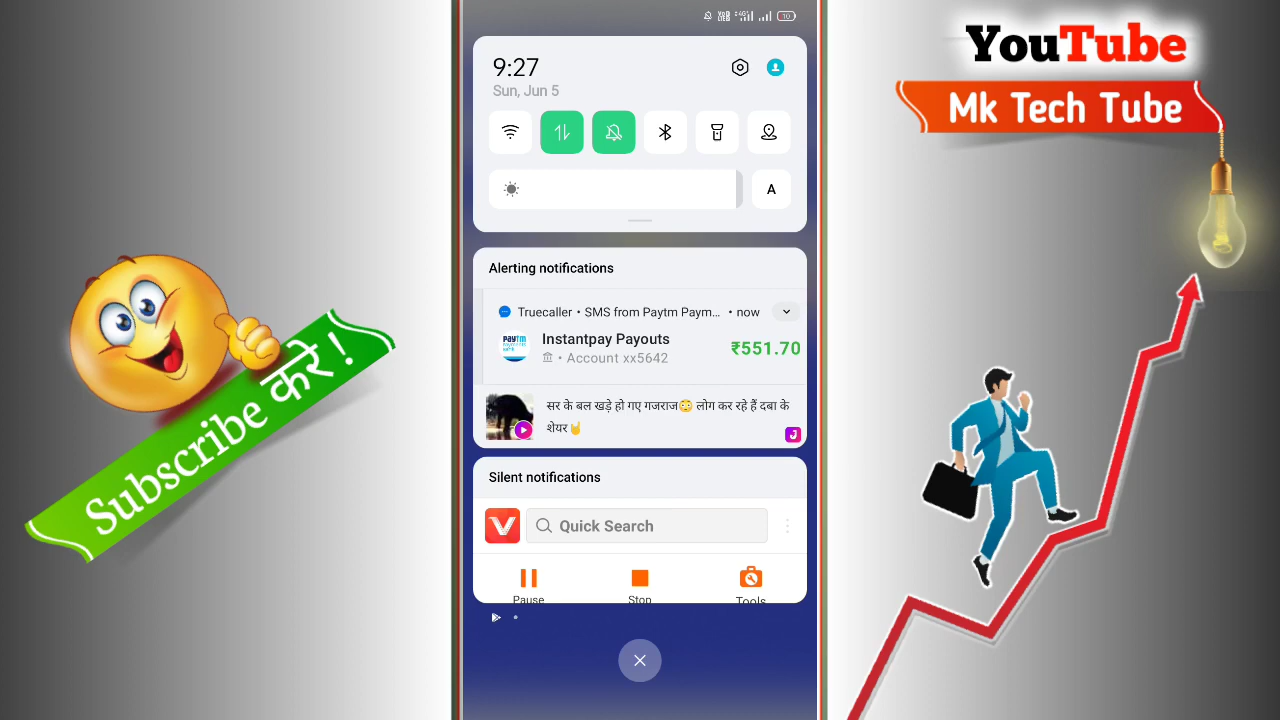 10
9:27
Sun, Jun 5
A
Alerting notifications
Truecaller • SMS from Paytm Paym... • now
Instantpay Payouts
₹551.70
• Account xx5642
सर के बल खड़े हो गए गजराज😳 लोग कर रहे हैं दबा के
शेयर🤘
Silent notifications
Quick Search
Pause
Stop
Tools
Subscribe करे !
YouTube
Mk Tech Tube